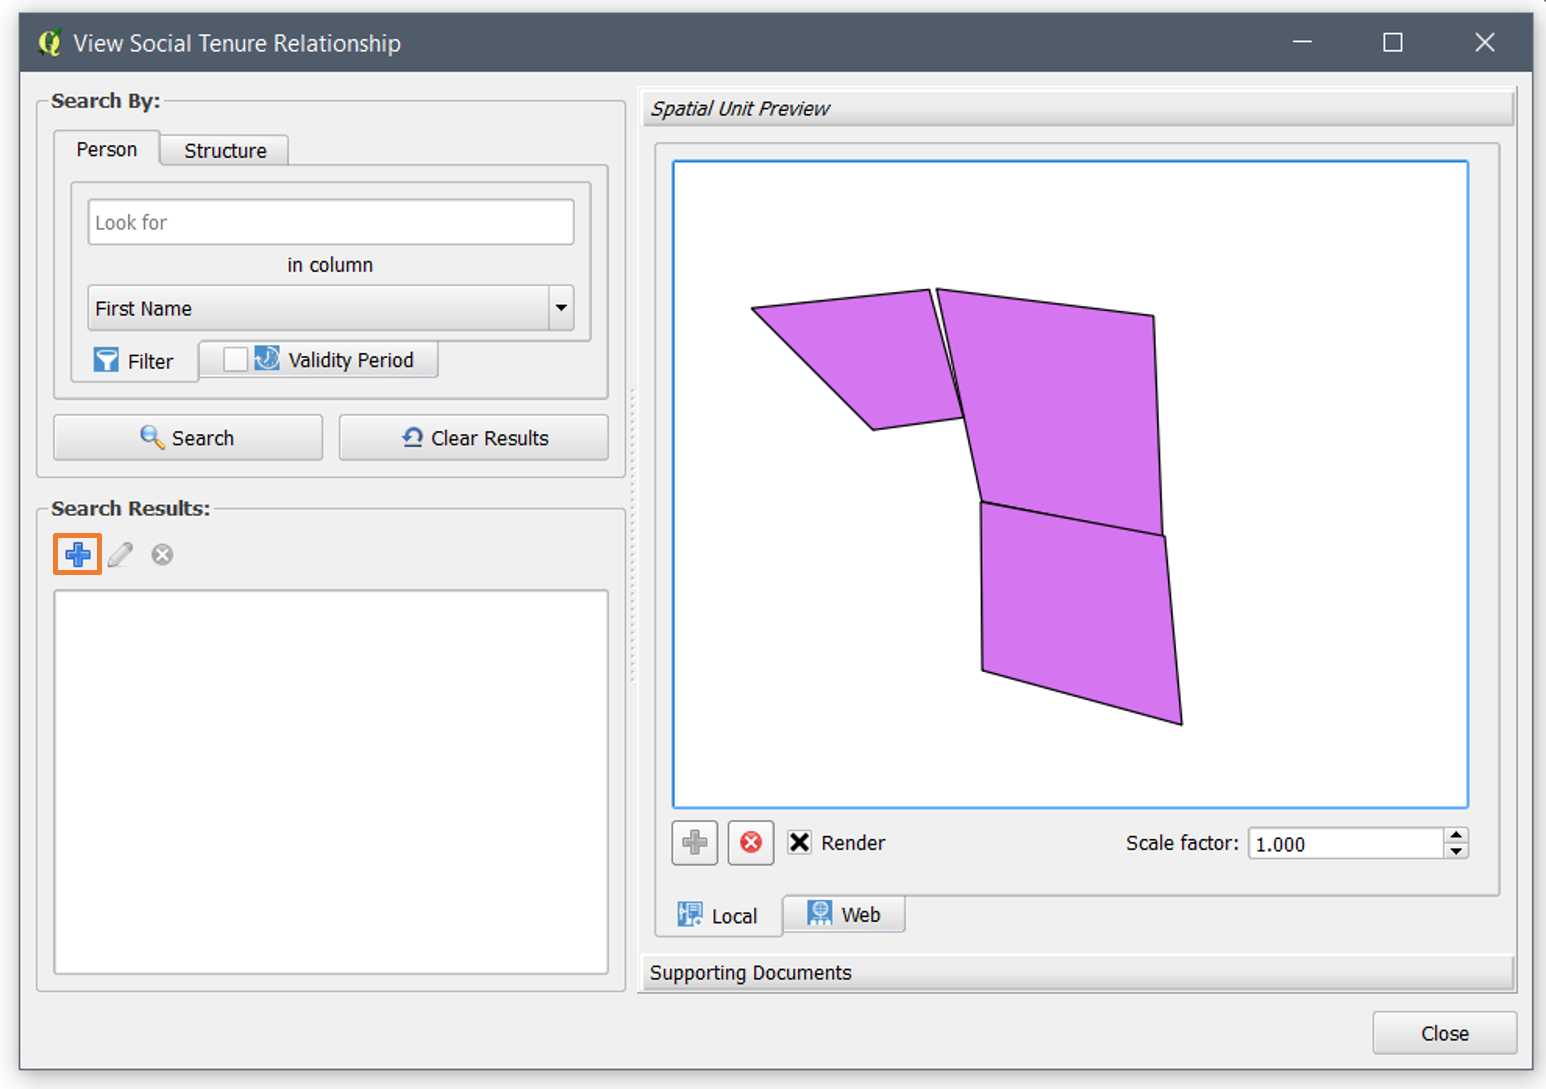 View Social Tenure Relationship
Search By:
Person
Structure
Look for
in column
First Name
Filter
Validity Period
Search
Clear Results
Search Results:
Spatial Unit Preview
Render
Scale factor: 1.000
Local
Web
Supporting Documents
Close